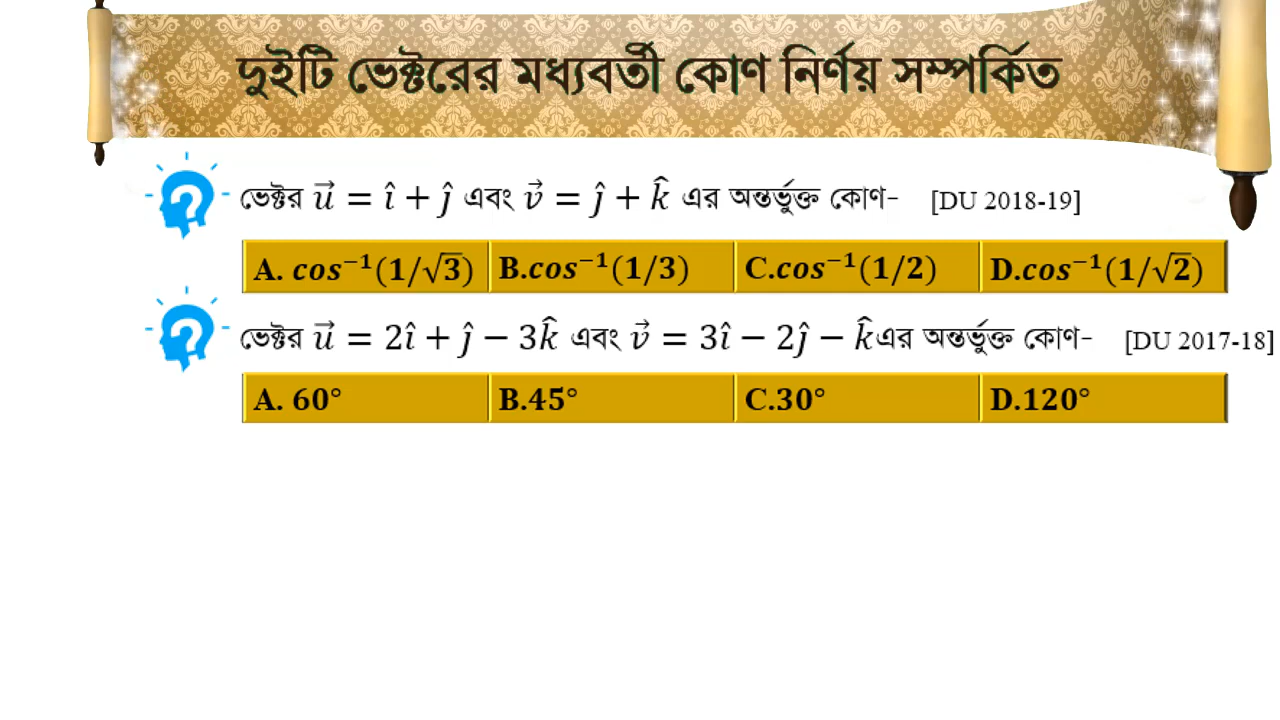 দুইটি ভেক্টরের মধ্যবর্তী কোণ নির্ণয় সম্পর্কিত
ভেক্টর u⃗ = î + ĵ এবং v⃗ = ĵ + k̂ এর অন্তর্ভুক্ত কোণ- [DU 2018-19]
A. cos⁻¹(1/√3) B.cos⁻¹(1/3) C.cos⁻¹(1/2) D.cos⁻¹(1/√2)
ভেক্টর u⃗ = 2î + ĵ − 3k̂ এবং v⃗ = 3î − 2ĵ − k̂এর অন্তর্ভুক্ত কোণ- [DU 2017-18]
A. 60° B.45° C.30° D.120°